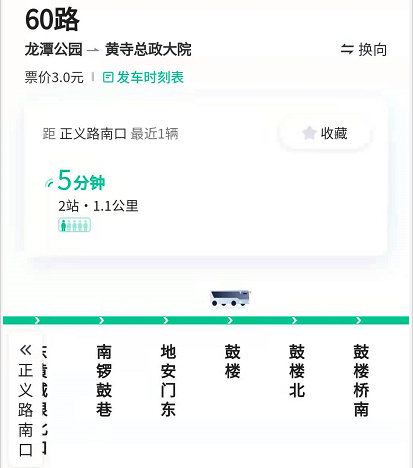 60路
龙潭公园 → 黄寺总政大院
换向
票价3.0元 | 发车时刻表
距 正义路南口 最近1辆
收藏
5分钟
2站·1.1公里
正义路南口
南锣鼓巷
地安门东
鼓楼
鼓楼北
鼓楼桥南